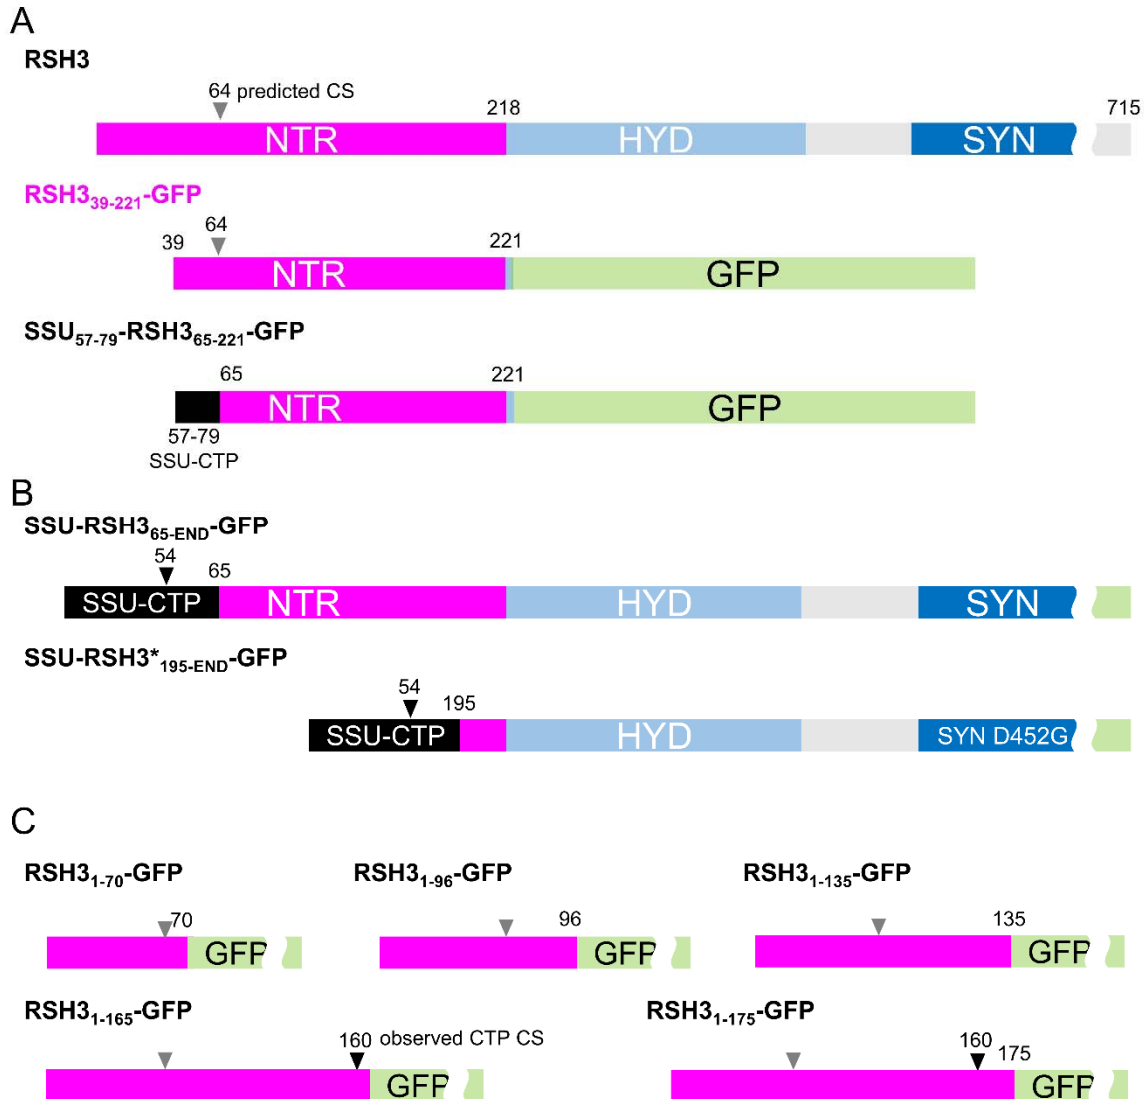 A
RSH3
64 predicted CS
218
715
NTR
HYD
SYN
RSH339-221-GFP
64
39
221
NTR
GFP
SSU57-79-RSH365-221-GFP
65
221
NTR
GFP
57-79
SSU-CTP
B
SSU-RSH365-END-GFP
54
65
SSU-CTP
NTR
HYD
SYN
SSU-RSH3*195-END-GFP
54
195
SSU-CTP
HYD
SYN D452G
C
RSH31-70-GFP
RSH31-96-GFP
RSH31-135-GFP
70
96
135
GFP
GFP
GFP
RSH31-165-GFP
RSH31-175-GFP
160 observed CTP CS
160
175
GFP
GFP